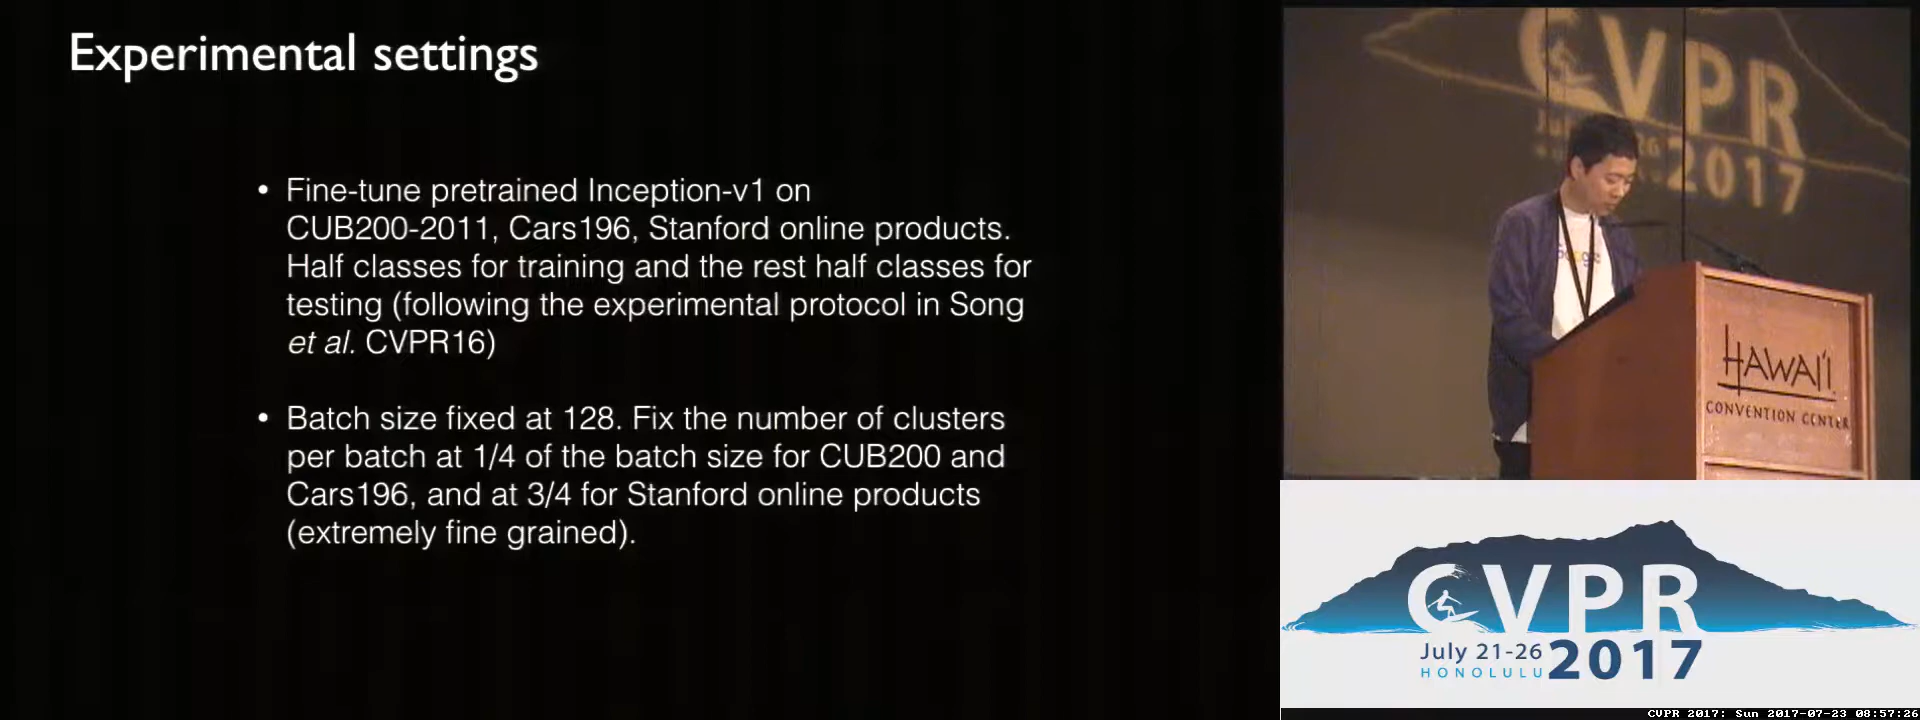 Experimental settings
• Fine-tune pretrained Inception-v1 on
CUB200-2011, Cars196, Stanford online products.
Half classes for training and the rest half classes for
testing (following the experimental protocol in Song
et al. CVPR16)
• Batch size fixed at 128. Fix the number of clusters
per batch at 1/4 of the batch size for CUB200 and
Cars196, and at 3/4 for Stanford online products
(extremely fine grained).
CVPR
2017
HAWAI'I
CONVENTION CENTER
CVPR
July 21-26
HONOLULU
2017
CVPR 2017: Sun 2017-07-23 08:57:26